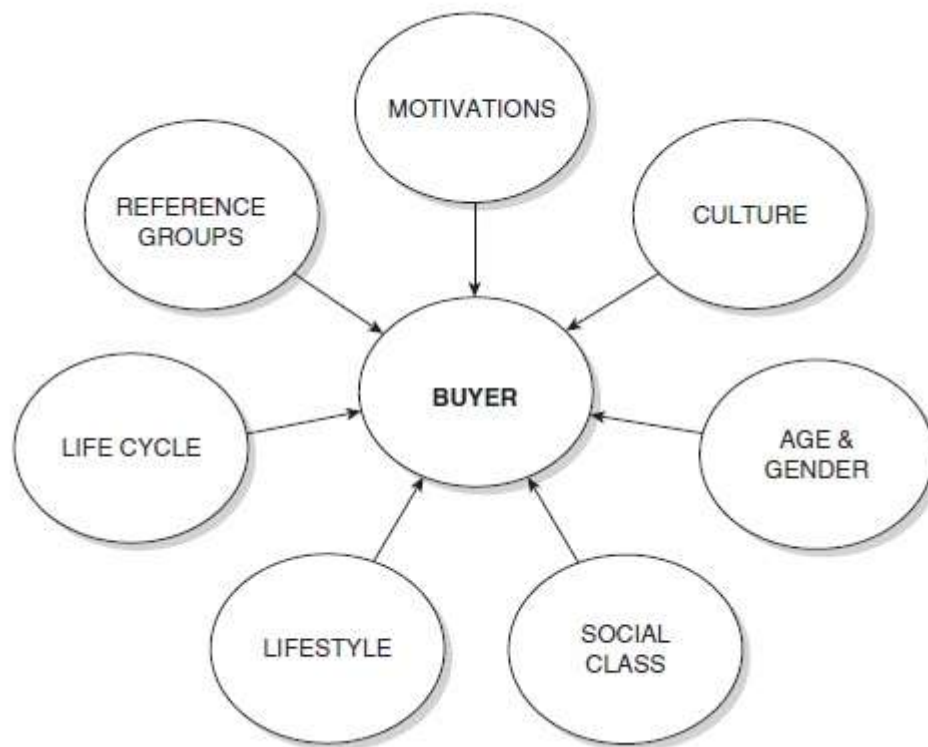 MOTIVATIONS
REFERENCE
GROUPS
CULTURE
BUYER
LIFE CYCLE
AGE &
GENDER
LIFESTYLE
SOCIAL
CLASS